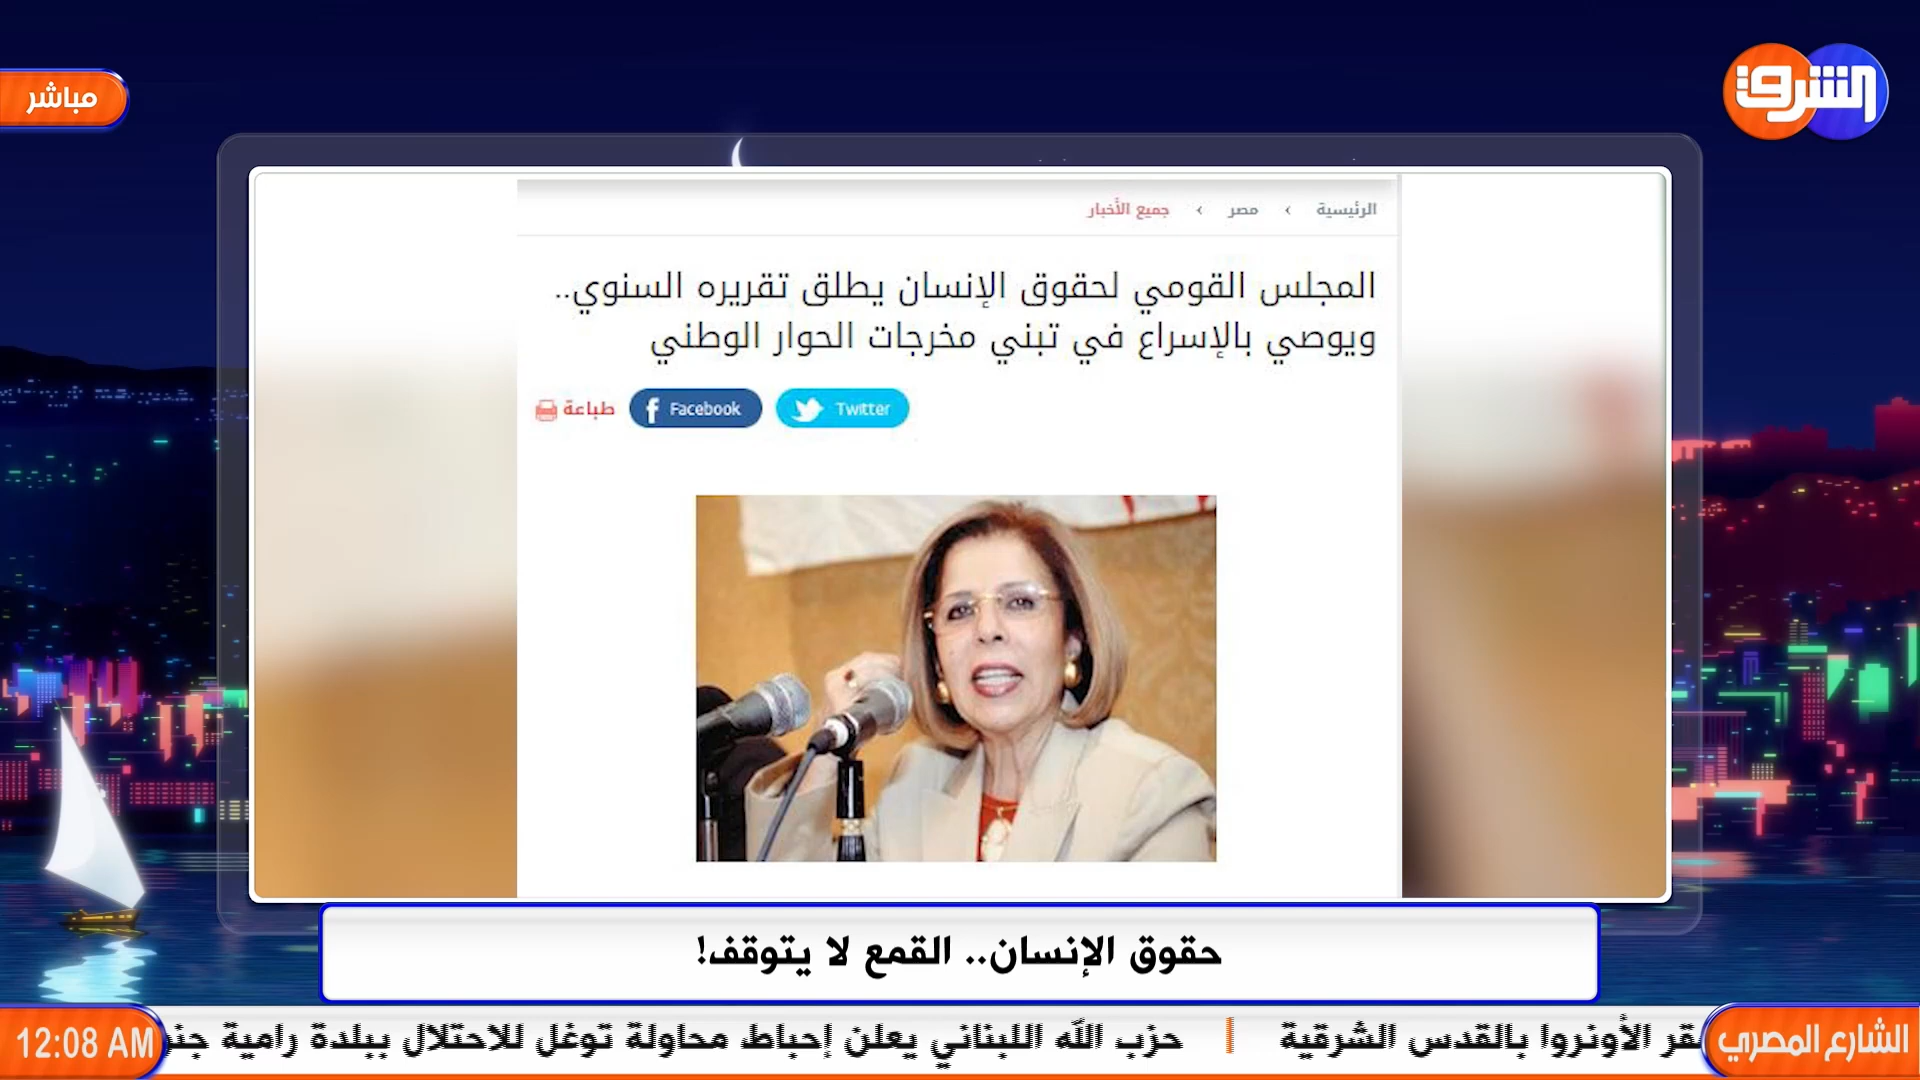 مباشر
الشرق
الرئيسية › مصر › جميع الأخبار
المجلس القومي لحقوق الإنسان يطلق تقريره السنوي..
ويوصي بالإسراع في تبني مخرجات الحوار الوطني
طباعة Facebook Twitter
حقوق الإنسان.. القمع لا يتوقف!
الشارع المصري
الأونروا بالقدس الشرقية | حزب الله اللبناني يعلن إحباط محاولة توغل للاحتلال ببلدة رامية
12:08 AM